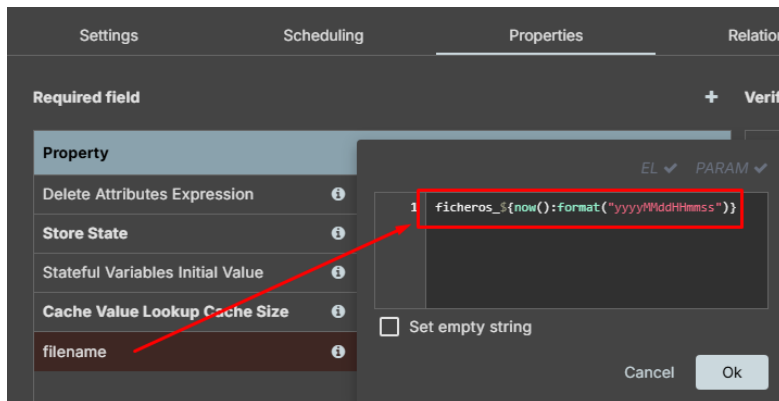 Settings Scheduling Properties Relatio
Required field + Verif
Property
EL ✓ PARAM ✓
Delete Attributes Expression
1 ficheros_${now():format("yyyyMMddHHmmss")}
Store State
Stateful Variables Initial Value
Cache Value Lookup Cache Size
Set empty string
filename
Cancel Ok